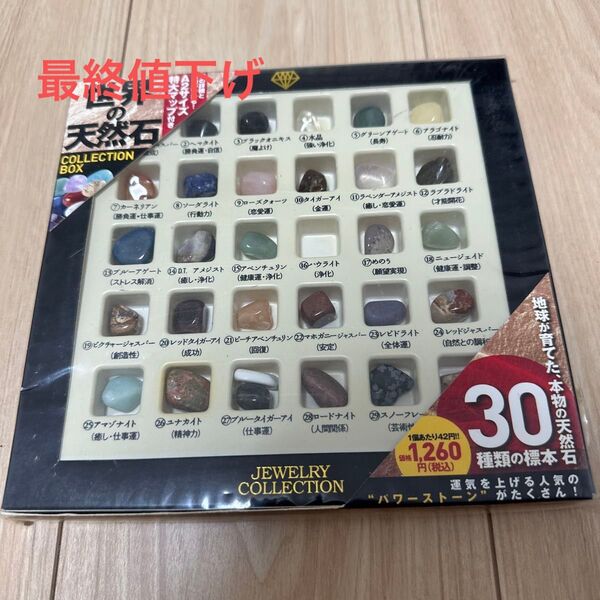 最終値下げ
世界
の
天然石
COLLECTION
BOX
A2サイズ
特大マップ付き
②ヘマタイト
(勝負運・自信)
③ブラックオニキス
(魔よけ)
④水晶
(強い浄化)
⑤グリーンアゲート
(長寿)
⑥アラゴナイト
(忍耐力)
⑦カーネリアン
(勝負運・仕事運)
⑧ソーダライト
(行動力)
⑨ローズクォーツ
(恋愛運)
⑩タイガーアイ
(金運)
⑪ラベンダーアメジスト
(癒し・恋愛運)
⑫ラブラドライト
(才能開花)
⑬ブルーアゲート
(ストレス解消)
⑭D.T. アメジスト
(癒し・浄化)
⑮アベンチュリン
(健康運・浄化)
⑯ハウライト
(浄化)
⑰めのう
(願望実現)
⑱ニュージェイド
(健康運・調整)
⑲ピクチャージャスパー
(創造性)
⑳レッドタイガーアイ
(成功)
㉑ピーチアベンチュリン
(回復)
㉒マホガニージャスパー
(安定)
㉓レピドライト
(全体運)
㉔レッドジャスパー
(自然との調和)
㉕アマゾナイト
(癒し・仕事運)
㉖ユナカイト
(精神力)
㉗ブルータイガーアイ
(仕事運)
㉘ロードナイト
(人間関係)
㉙スノーフレー
(芸術性
地球が育てた、本物の天然石
30
種類の標本
1個あたり42円!!
価格1,260
円(税込)
運気を上げる人気の
“パワーストーン”がたくさん!
JEWELRY
COLLECTION